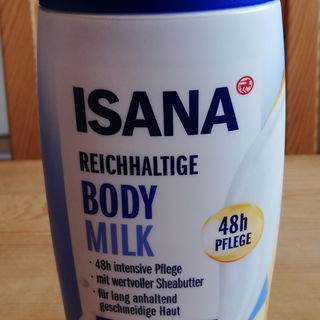 ISANA
REICHHALTIGE
BODY
MILK
· 48h intensive Pflege
· mit wertvoller Sheabutter
· für lang anhaltend
geschmeidige Haut
48h
PFLEGE